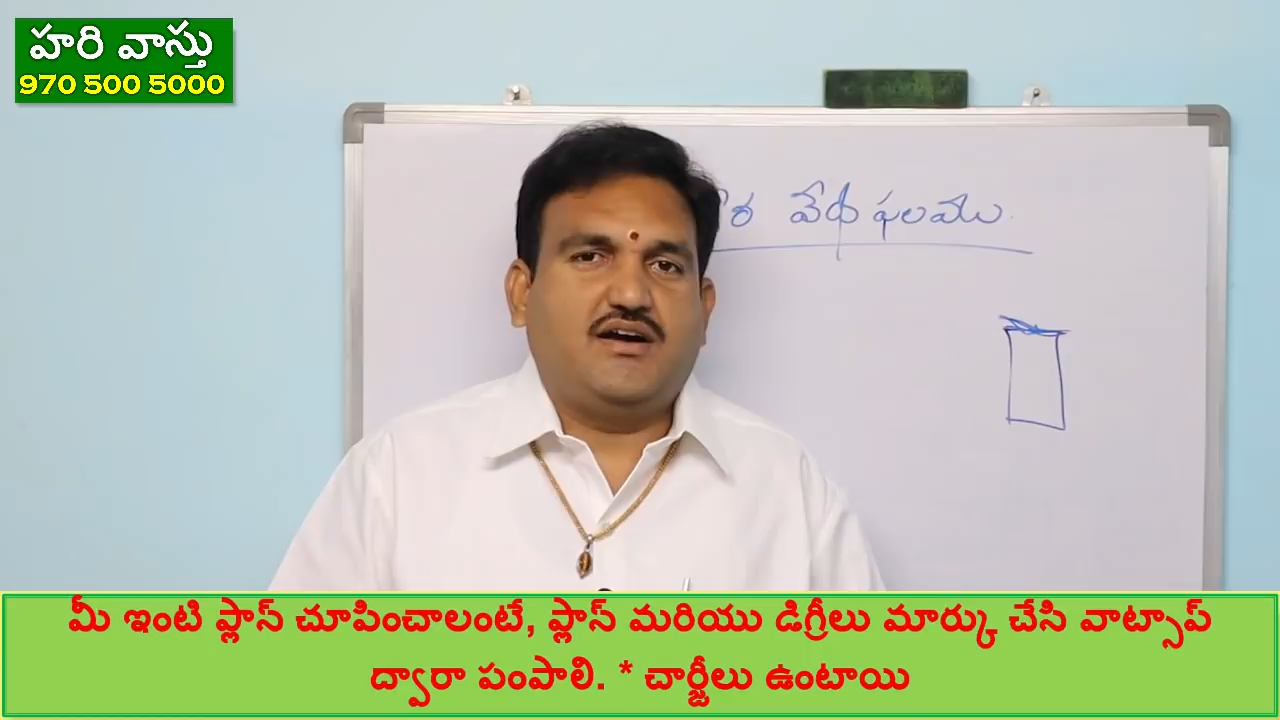 హరి వాస్తు
970 500 5000
వేధ ఫలము
మీ ఇంటి ప్లాన్ చూపించాలంటే, ప్లాన్ మరియు డిగ్రీలు మార్కు చేసి వాట్సాప్
ద్వారా పంపాలి. * చార్జీలు ఉంటాయి